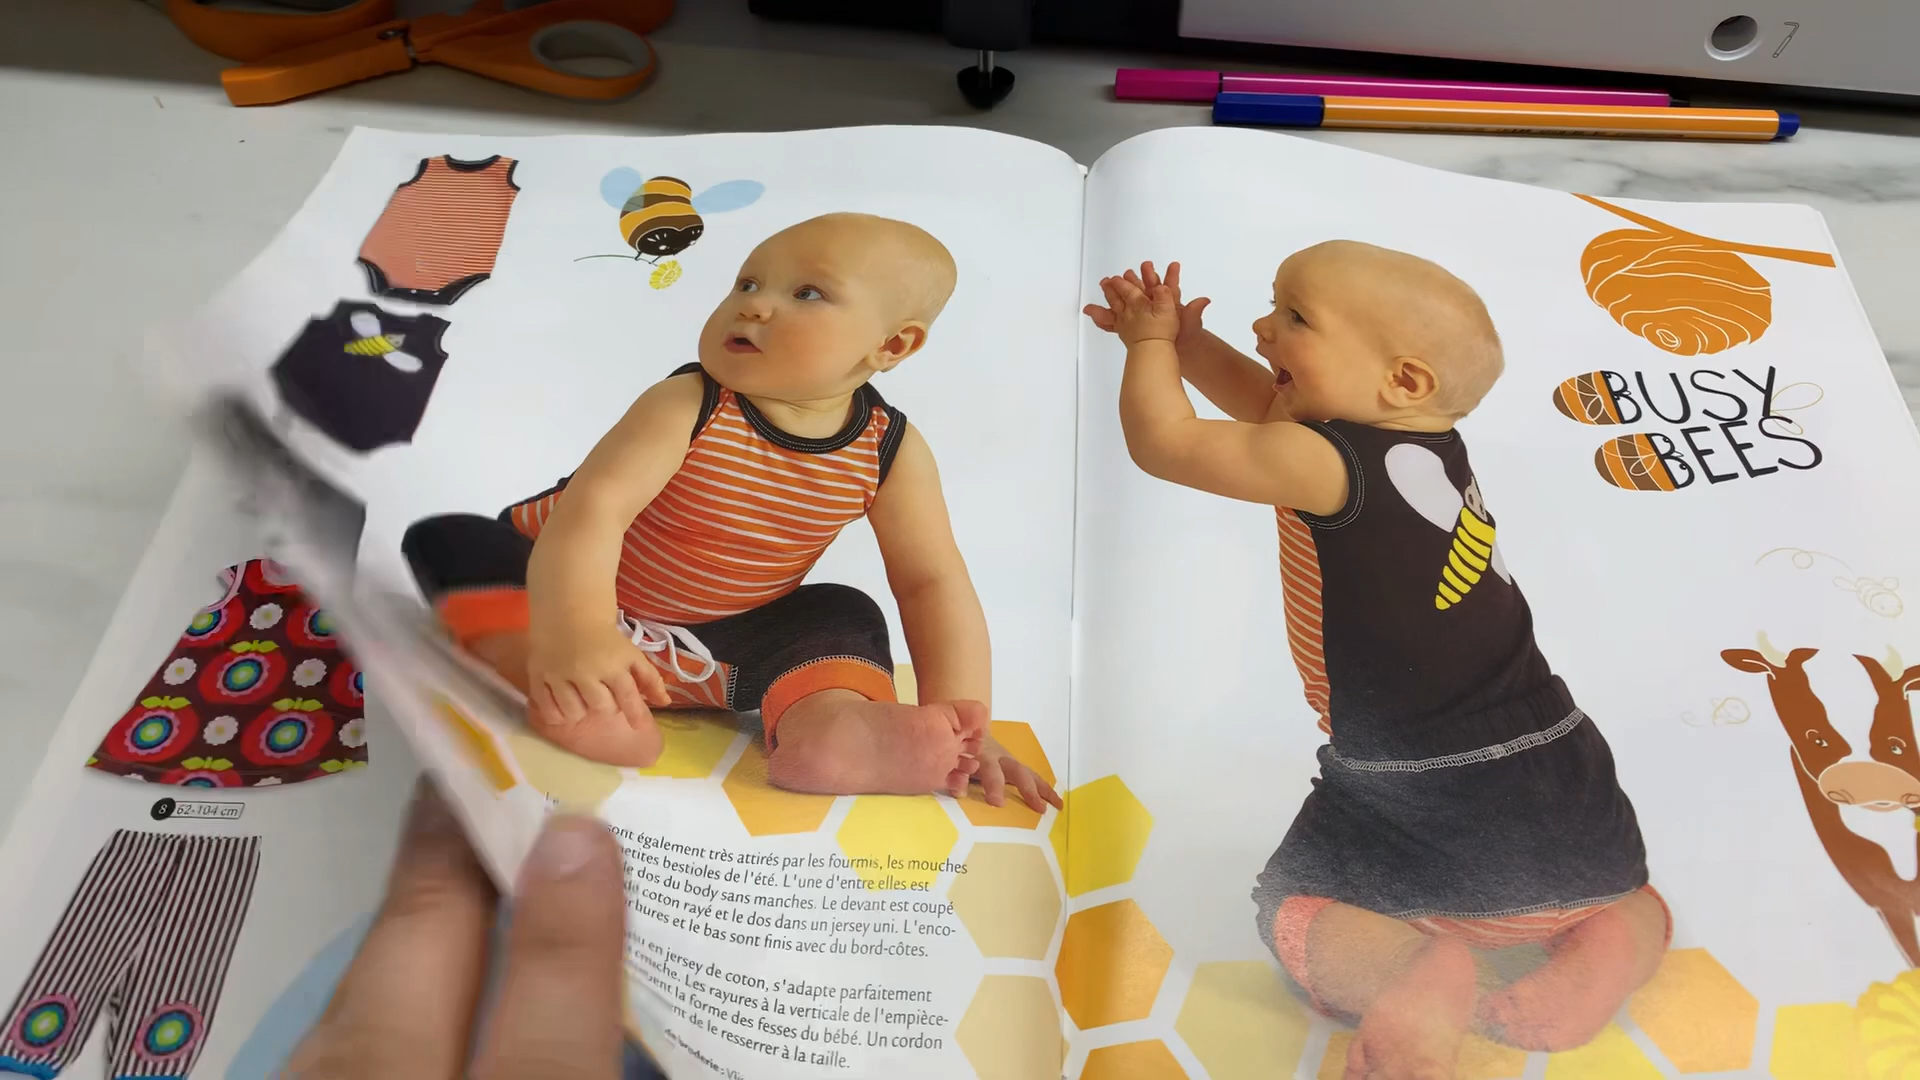 7
BUSY
BEES
8 62-104 cm
sont également très attirés par les fourmis, les mouches
petites bestioles de l'été. L'une d'entre elles est
le dos du body sans manches. Le devant est coupé
coton rayé et le dos dans un jersey uni. L'enco-
et le bas sont finis avec du bord-côtes.
en jersey de coton, s'adapte parfaitement
Les rayures à la verticale de l'empièce-
la forme des fesses du bébé. Un cordon
de le resserrer à la taille.
broderie :